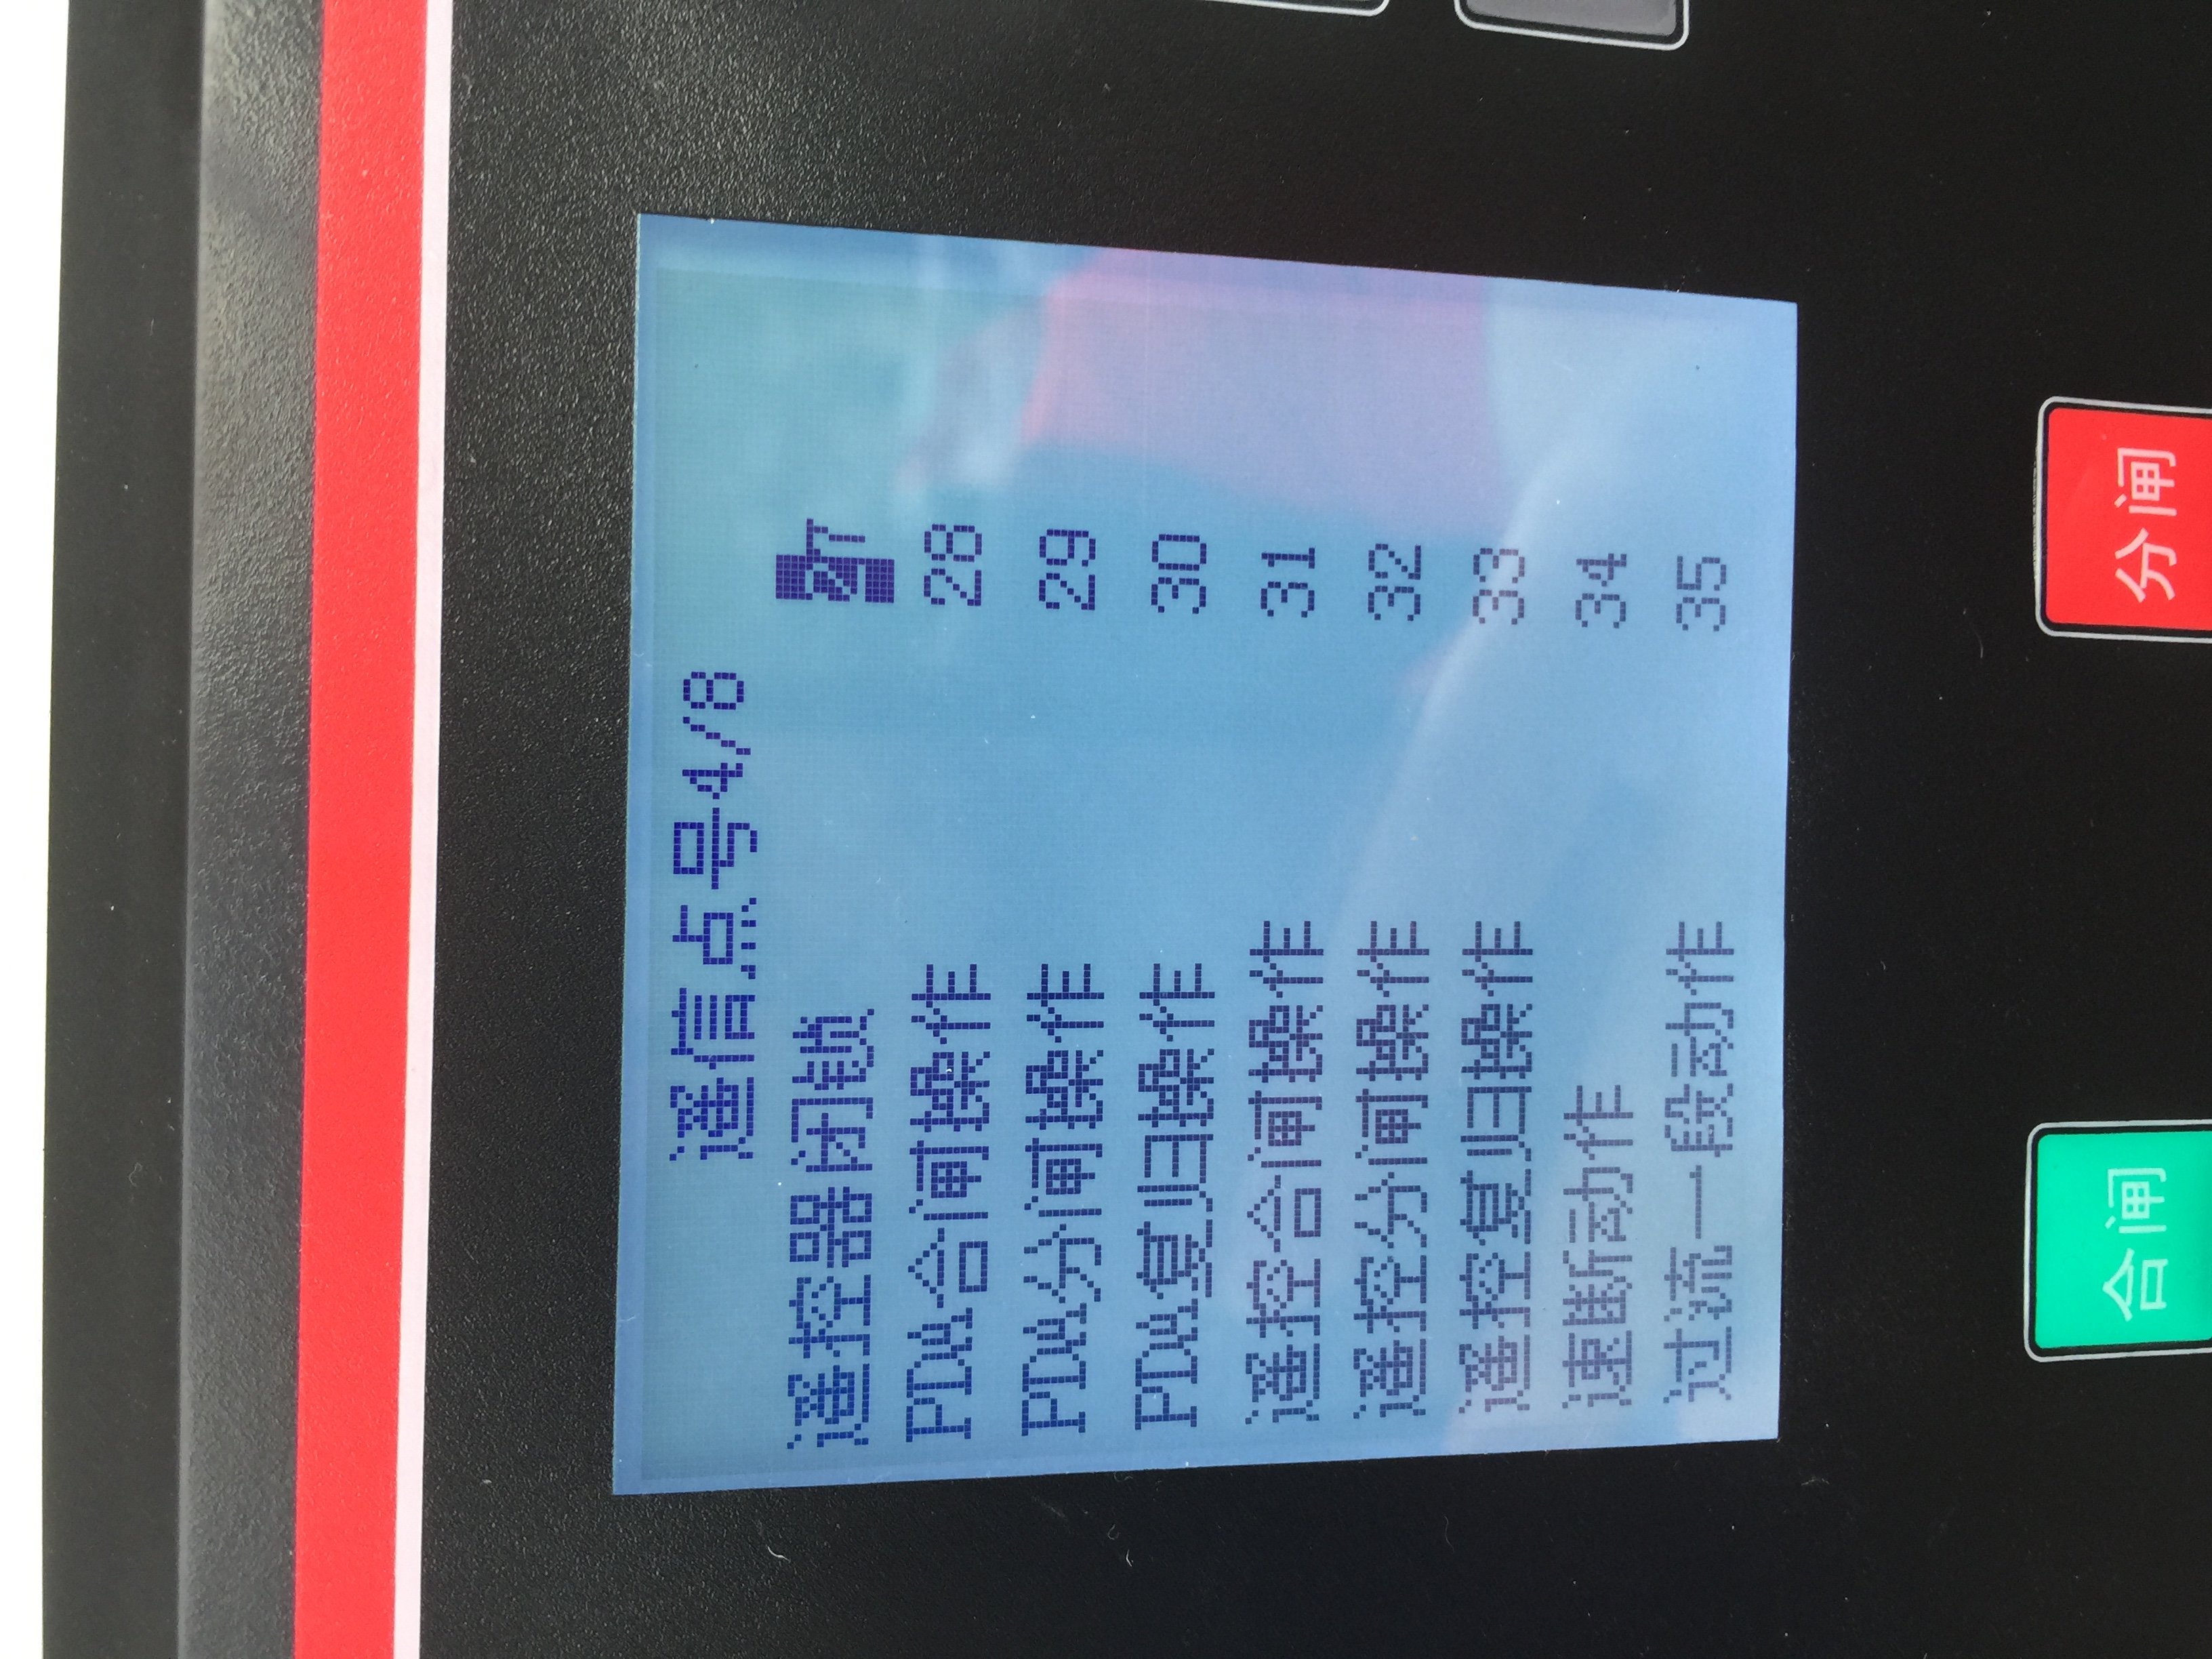 通信点号4/8
遥控器闭锁 27
PDA合闸操作 28
PDA分闸操作 29
PDA复归操作 30
遥控合闸操作 31
遥控分闸操作 32
遥控复归操作 33
速断动作 34
过流一段动作 35
合闸 分闸